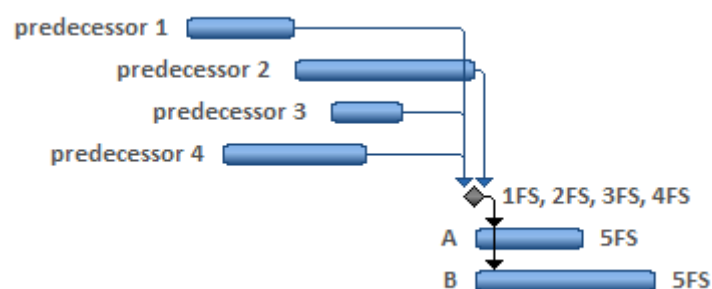 predecessor 1
predecessor 2
predecessor 3
predecessor 4
1FS, 2FS, 3FS, 4FS
A 5FS
B 5FS